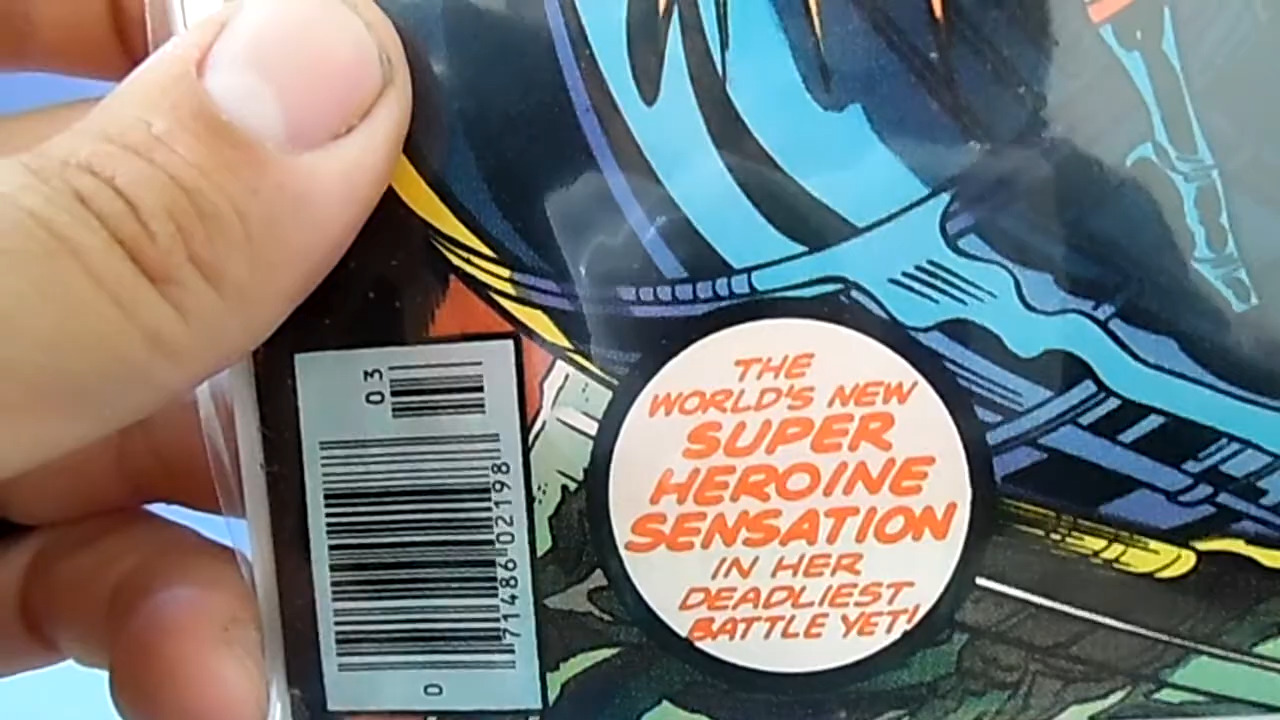 03
0 71486 02198
THE
WORLD'S NEW
SUPER
HEROINE
SENSATION
IN HER
DEADLIEST
BATTLE YET!